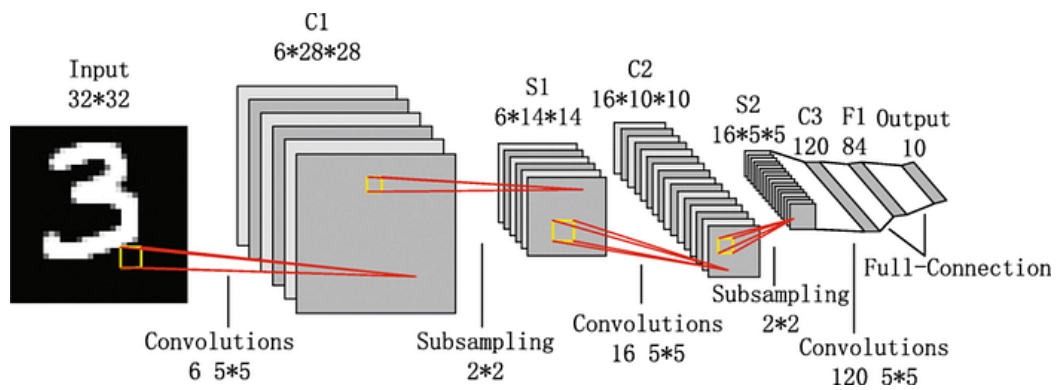 Input
32*32
C1
6*28*28
S1
6*14*14
C2
16*10*10
S2
16*5*5
C3
120
F1
84
Output
10
Convolutions
6 5*5
Subsampling
2*2
Convolutions
16 5*5
Subsampling
2*2
Convolutions
120 5*5
Full-Connection